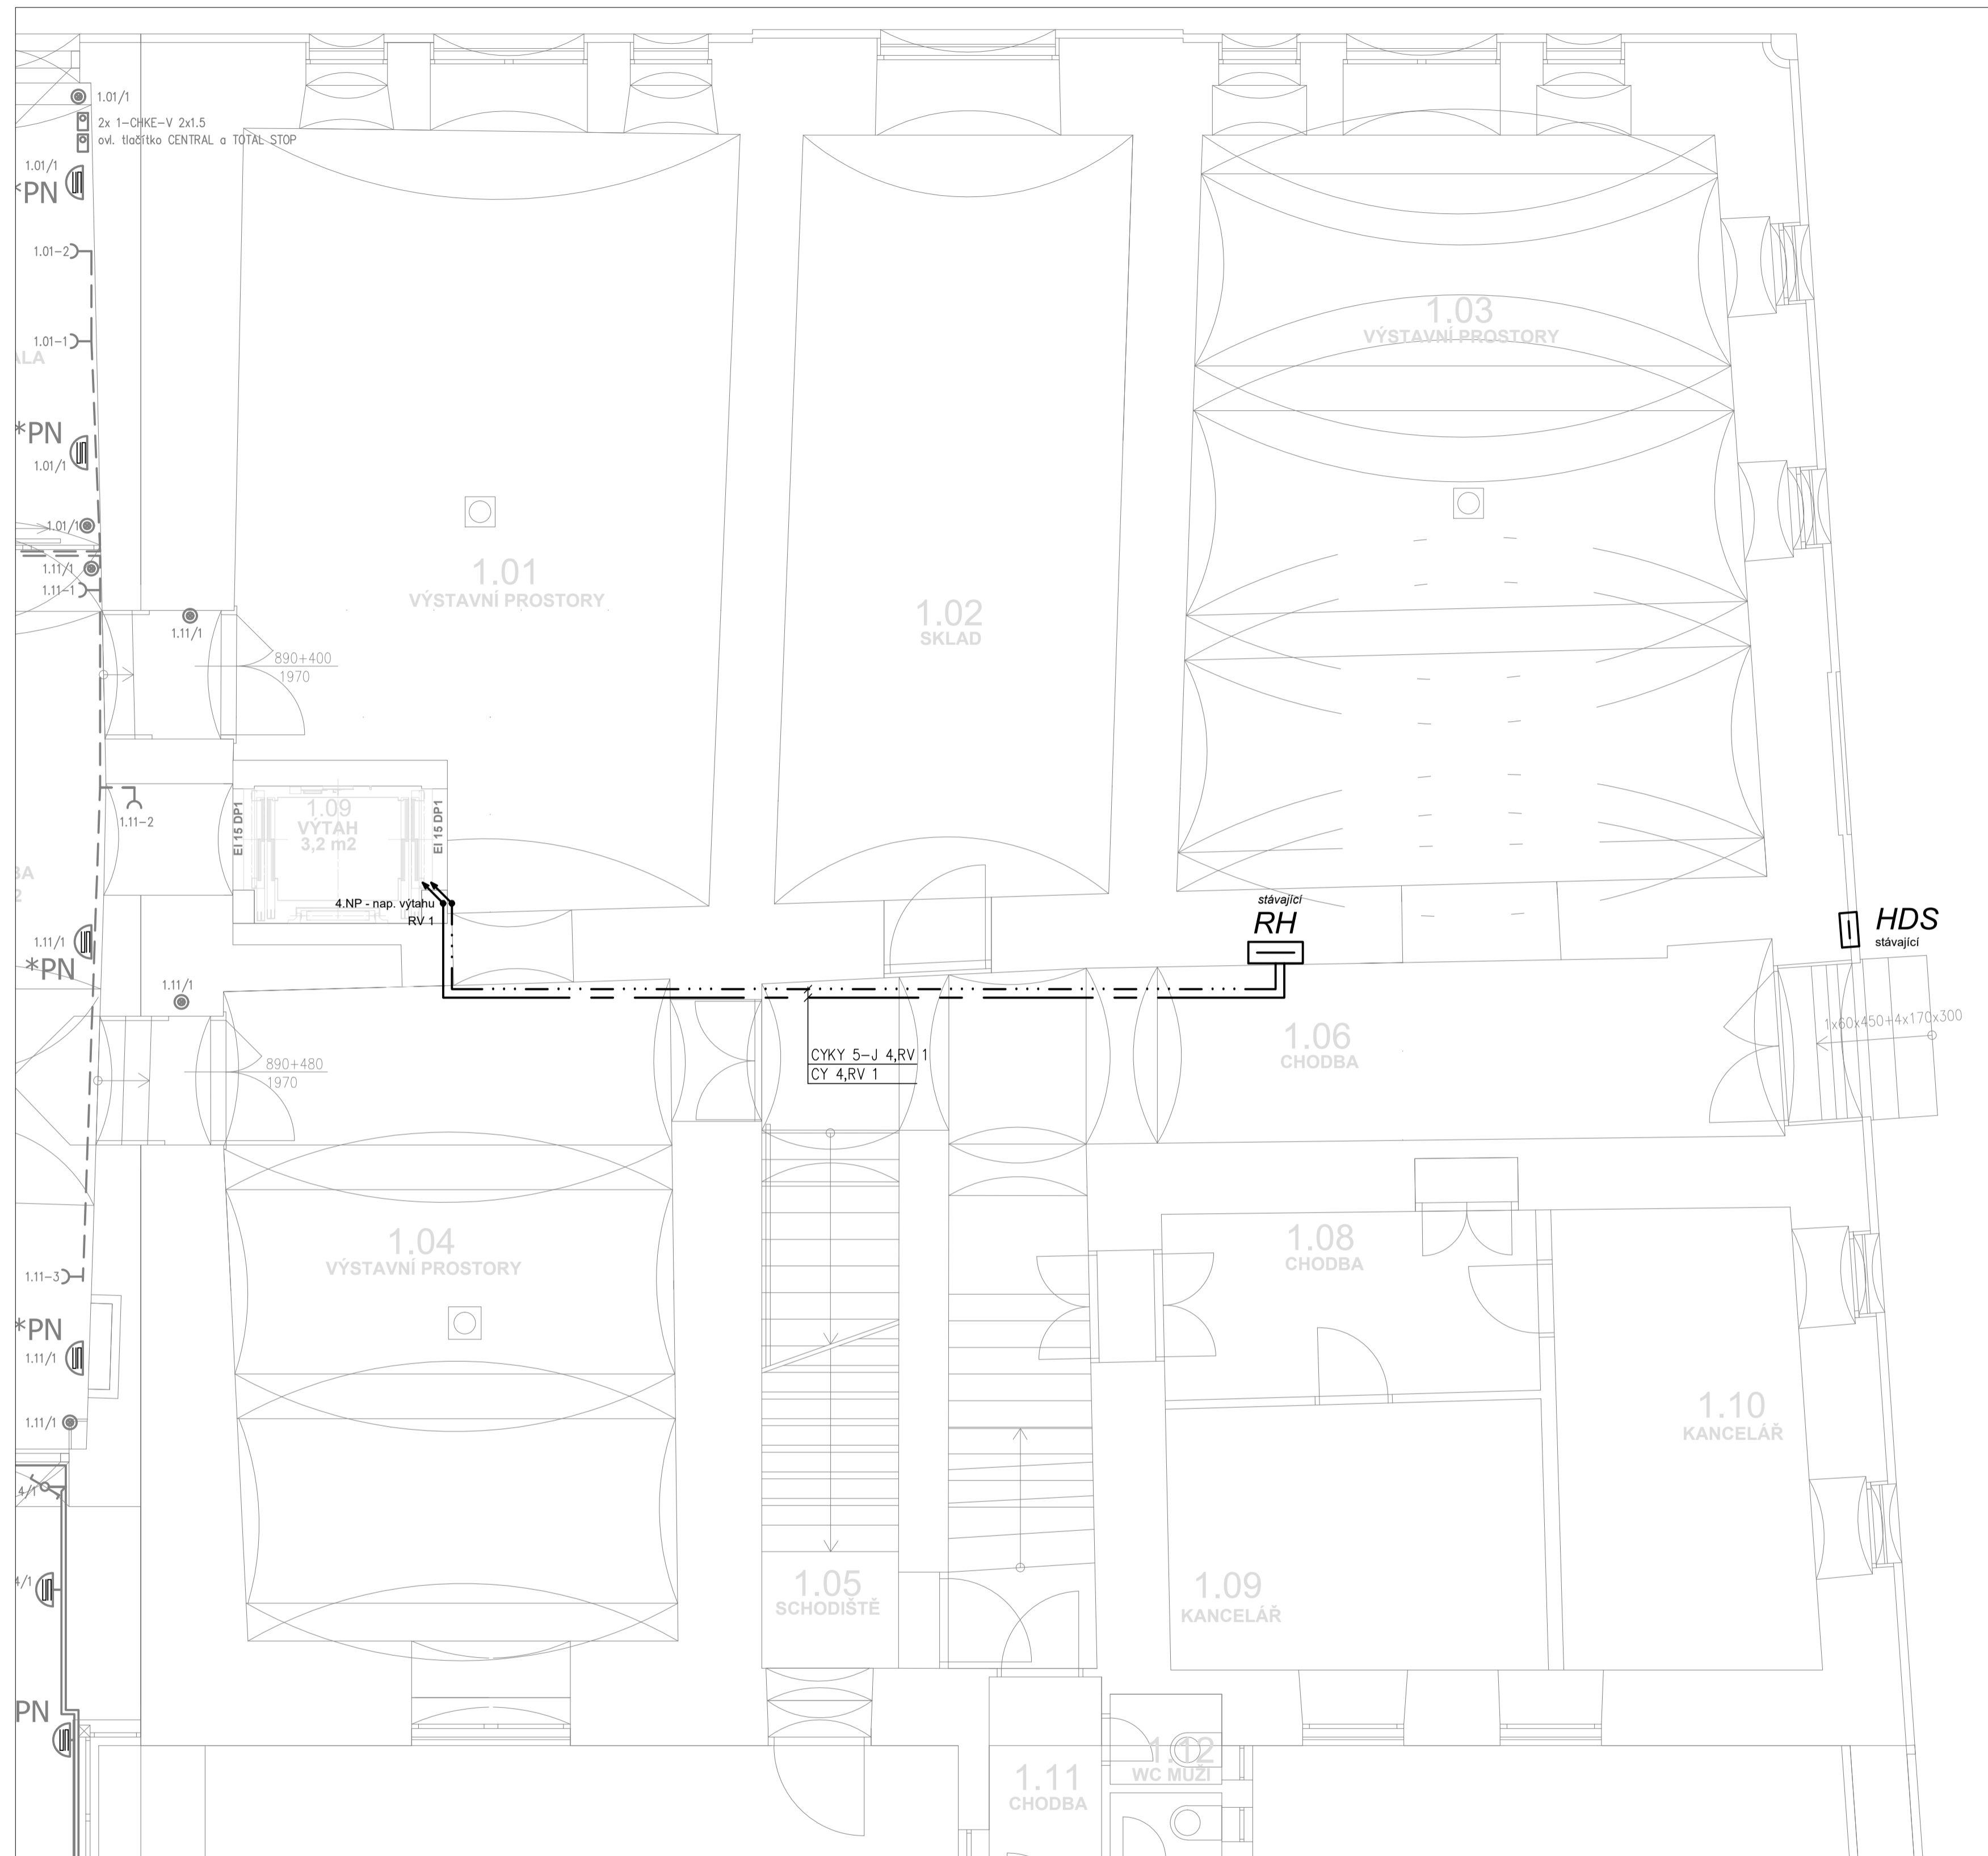 1.01/1
2x 1-CHKE-V 2x1.5
ovl. tlačítko CENTRAL a TOTAL STOP
1.01/1
*PN
1.01-2
1.03
VÝSTAVNÍ PROSTORY
1.01-1
ALA
*PN
1.01/1
1.01/1
1.11/1
1.11-1
1.01
VÝSTAVNÍ PROSTORY
1.02
SKLAD
1.11/1
890+400
1970
1.11-2
EI 15 DP1
1.09
VÝTAH
3,2 m2
EI 15 DP1
BA
2
4.NP - nap. výtahu
RV 1
stávající
RH
HDS
stávající
1.11/1
*PN
1.11/1
1x60x450+4x170x300
1.06
CHODBA
CYKY 5-J 4,RV 1
CY 4,RV 1
890+480
1970
1.04
VÝSTAVNÍ PROSTORY
1.08
CHODBA
1.11-3
*PN
1.11/1
1.11/1
1.10
KANCELÁŘ
4/1
4/1
1.05
SCHODIŠTĚ
1.09
KANCELÁŘ
PN
1.11
CHODBA
1.12
WC MUŽI